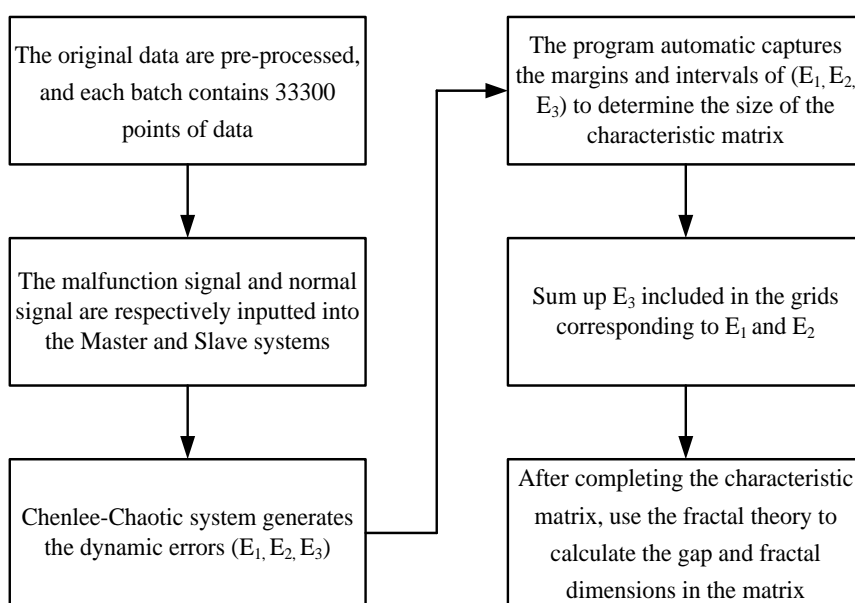 The original data are pre-processed,
and each batch contains 33300
points of data
The malfunction signal and normal
signal are respectively inputted into
the Master and Slave systems
Chenlee-Chaotic system generates
the dynamic errors (E₁, E₂, E₃)
The program automatic captures
the margins and intervals of (E₁, E₂,
E₃) to determine the size of the
characteristic matrix
Sum up E₃ included in the grids
corresponding to E₁ and E₂
After completing the characteristic
matrix, use the fractal theory to
calculate the gap and fractal
dimensions in the matrix